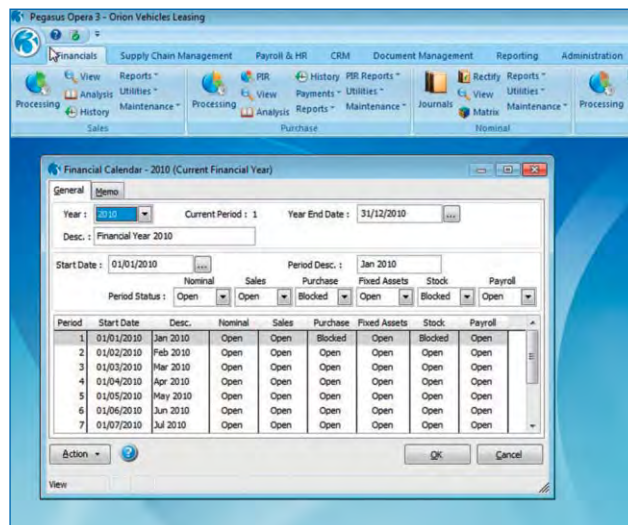 Pegasus Opera 3 - Orion Vehicles Leasing
Financials Supply Chain Management Payroll & HR CRM Document Management Reporting Administration
View Reports PIR History PIR Reports Rectify Reports
Analysis Utilities View Payments Utilities View Utilities
Processing History Maintenance Processing Analysis Reports Maintenance Journals Matrix Maintenance Processing
Sales Purchase Nominal
Financial Calendar - 2010 (Current Financial Year)
General Memo
Year : 2010 Current Period : 1 Year End Date : 31/12/2010 ...
Desc. : Financial Year 2010
Start Date : 01/01/2010 ... Period Desc. : Jan 2010
Nominal Sales Purchase Fixed Assets Stock Payroll
Period Status : Open Open Blocked Open Blocked Open
Period Start Date Desc. Nominal Sales Purchase Fixed Assets Stock Payroll
1 01/01/2010 Jan 2010 Open Open Blocked Open Blocked Open
2 01/02/2010 Feb 2010 Open Open Open Open Open Open
3 01/03/2010 Mar 2010 Open Open Open Open Open Open
4 01/04/2010 Apr 2010 Open Open Open Open Open Open
5 01/05/2010 May 2010 Open Open Open Open Open Open
6 01/06/2010 Jun 2010 Open Open Open Open Open Open
7 01/07/2010 Jul 2010 Open Open Open Open Open Open
Action OK Cancel
View